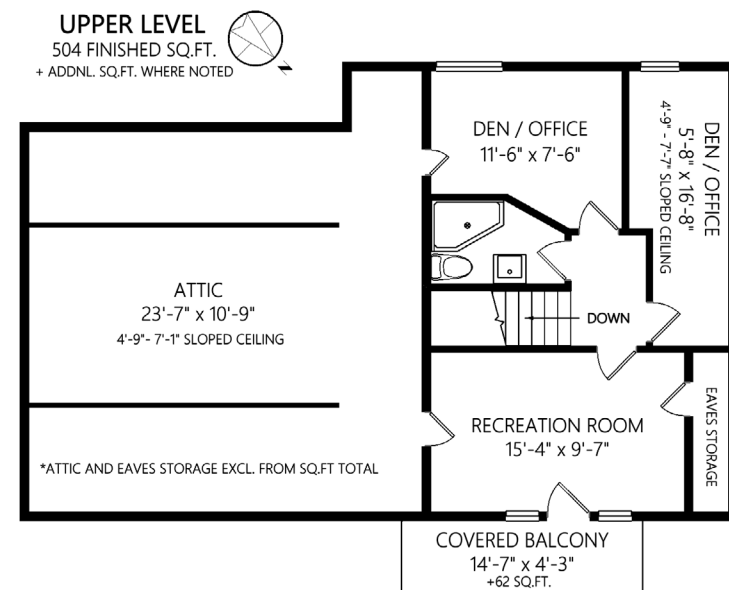 UPPER LEVEL
504 FINISHED SQ.FT.
+ ADDNL. SQ.FT. WHERE NOTED
N
DEN / OFFICE
11'-6" x 7'-6"
DEN / OFFICE
5'-8" x 16'-8"
4'-9" - 7'-7" SLOPED CEILING
ATTIC
23'-7" x 10'-9"
4'-9"- 7'-1" SLOPED CEILING
DOWN
RECREATION ROOM
15'-4" x 9'-7"
EAVES STORAGE
*ATTIC AND EAVES STORAGE EXCL. FROM SQ.FT TOTAL
COVERED BALCONY
14'-7" x 4'-3"
+62 SQ.FT.